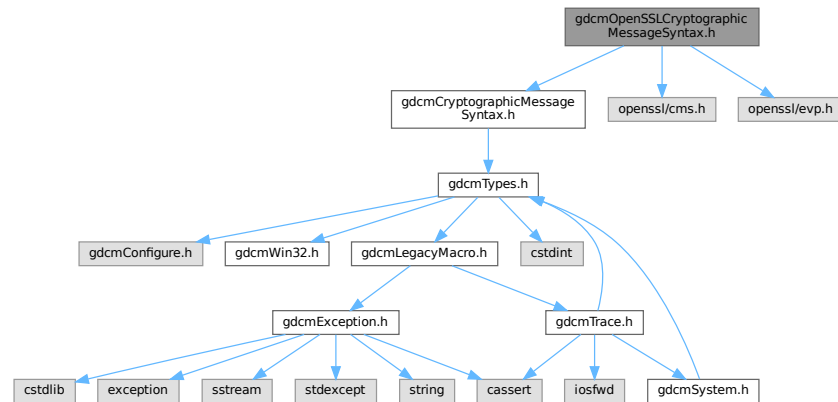 gdcmOpenSSLCryptographic
MessageSyntax.h
gdcmCryptographicMessage
Syntax.h
openssl/cms.h
openssl/evp.h
gdcmTypes.h
gdcmConfigure.h
gdcmWin32.h
gdcmLegacyMacro.h
cstdint
gdcmException.h
gdcmTrace.h
cstdlib
exception
sstream
stdexcept
string
cassert
iosfwd
gdcmSystem.h